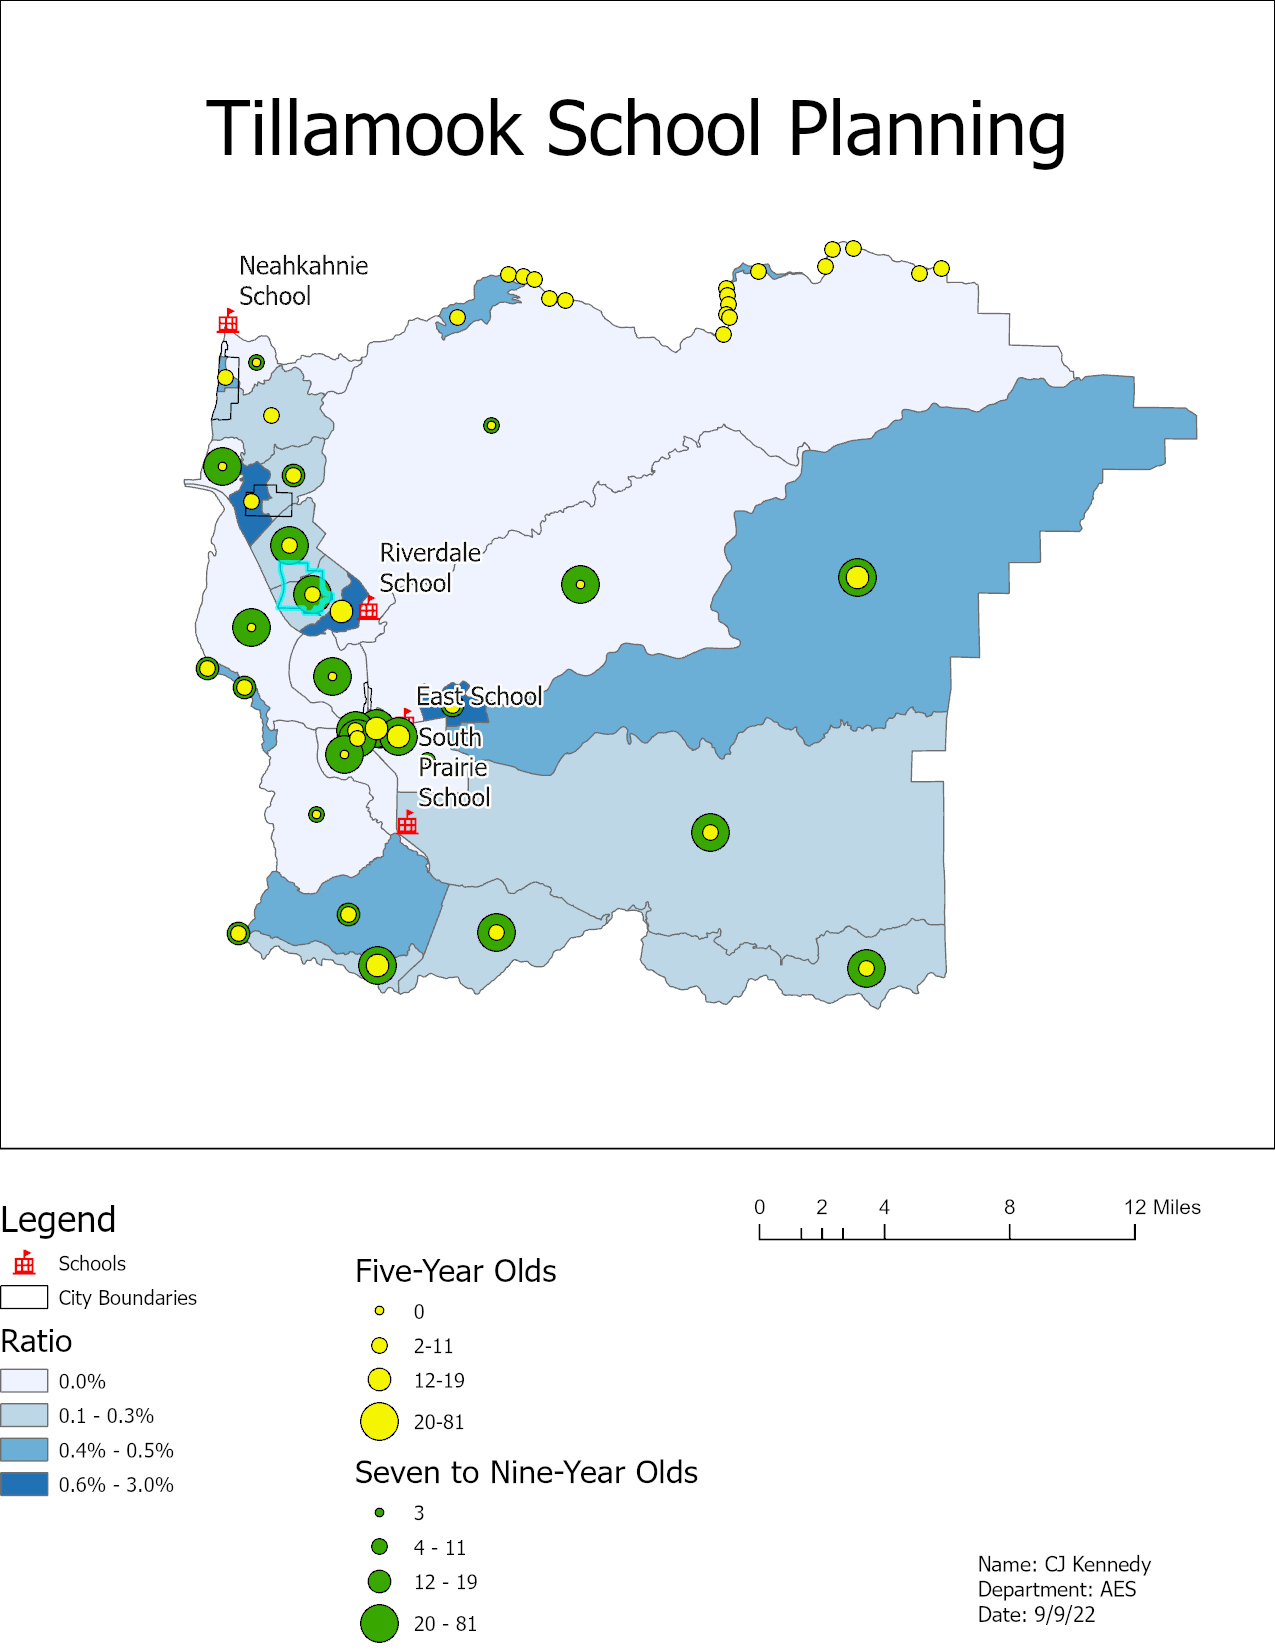 Tillamook School Planning
Neahkahnie
School
Riverdale
School
East School
South
Prairie
School
0 2 4 8 12 Miles
Legend
Schools
City Boundaries
Ratio
0.0%
0.1 - 0.3%
0.4% - 0.5%
0.6% - 3.0%
Five-Year Olds
0
2-11
12-19
20-81
Seven to Nine-Year Olds
3
4 - 11
12 - 19
20 - 81
Name: CJ Kennedy
Department: AES
Date: 9/9/22